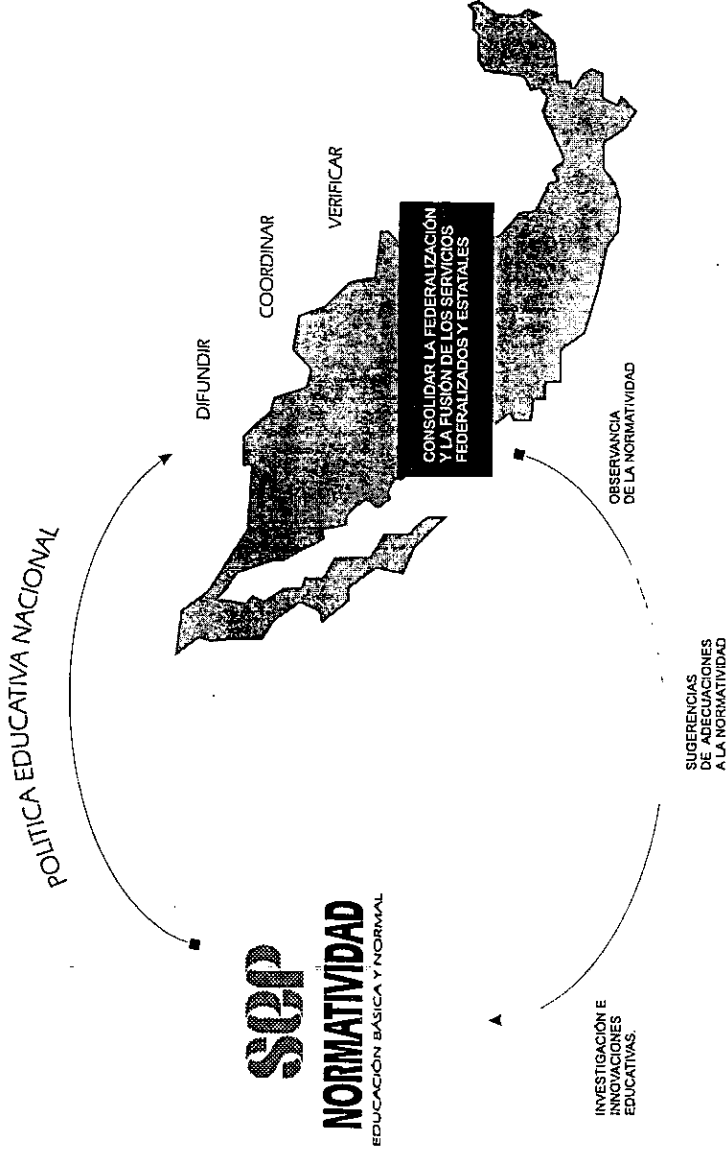 POLITICA EDUCATIVA NACIONAL
sep
NORMATIVIDAD
EDUCACIÓN BÁSICA Y NORMAL
DIFUNDIR
COORDINAR
VERIFICAR
CONSOLIDAR LA FEDERALIZACIÓN
Y LA FUSIÓN DE LOS SERVICIOS
FEDERALIZADOS Y ESTATALES
OBSERVANCIA
DE LA NORMATIVIDAD
SUGERENCIAS
DE ADECUACIONES
A LA NORMATIVIDAD
INVESTIGACIÓN E
INNOVACIONES
EDUCATIVAS.